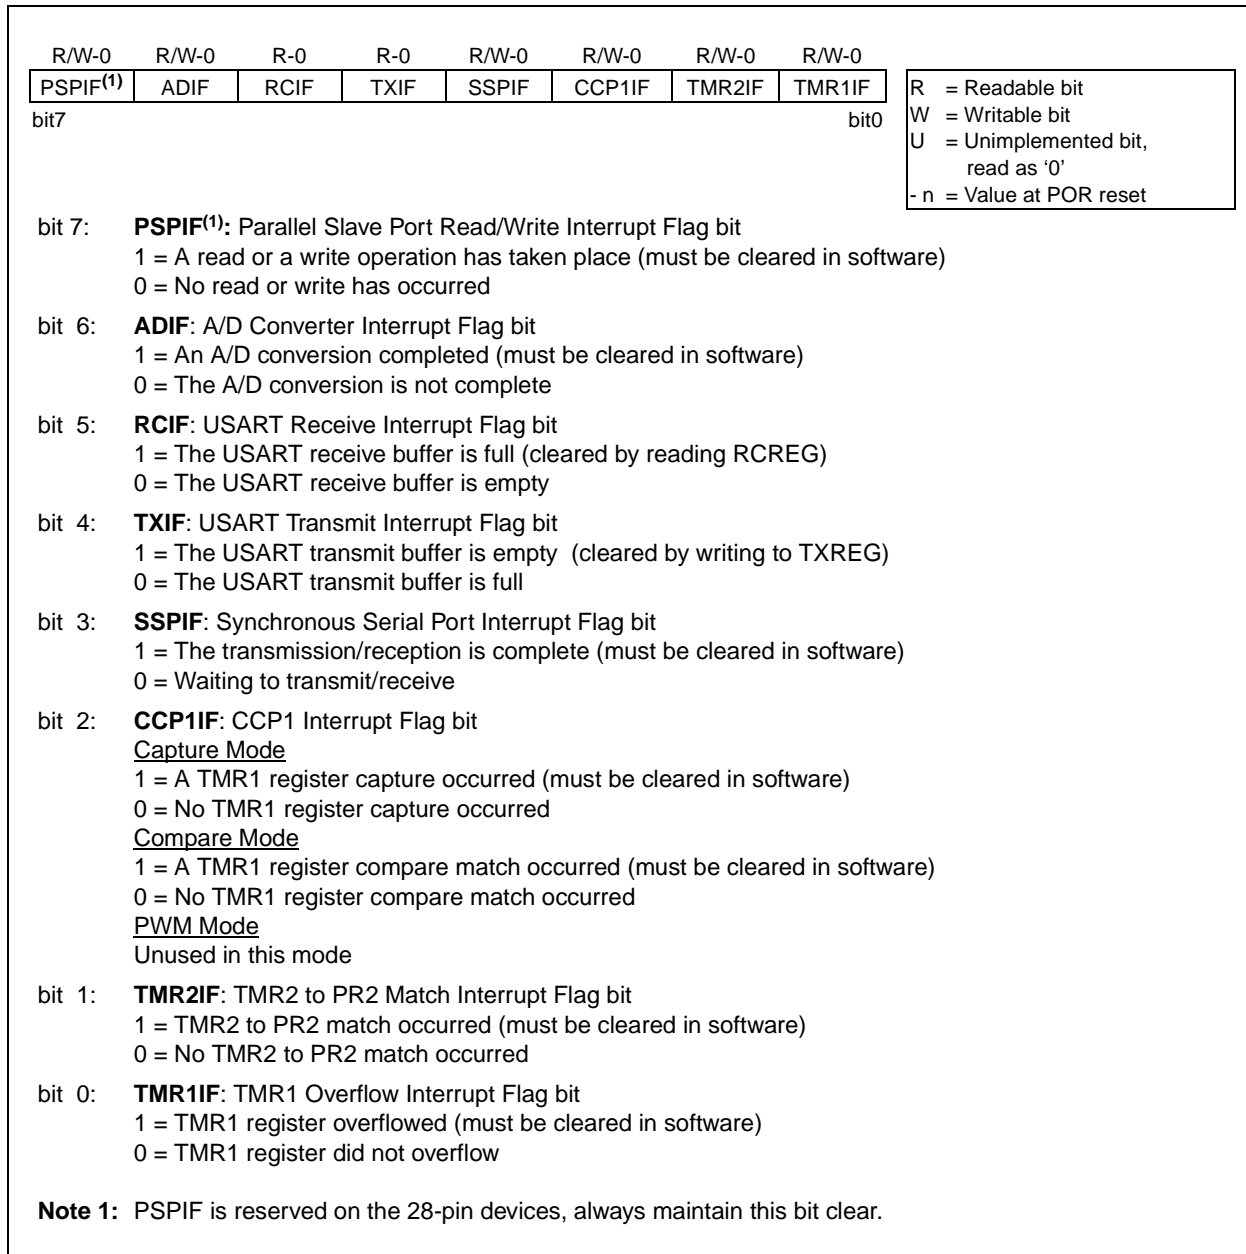 R/W-0 R/W-0 R-0 R-0 R/W-0 R/W-0 R/W-0 R/W-0
PSPIF(1) ADIF RCIF TXIF SSPIF CCP1IF TMR2IF TMR1IF
bit7 bit0
R = Readable bit
W = Writable bit
U = Unimplemented bit,
read as ‘0’
- n = Value at POR reset
bit 7: PSPIF(1): Parallel Slave Port Read/Write Interrupt Flag bit
1 = A read or a write operation has taken place (must be cleared in software)
0 = No read or write has occurred
bit 6: ADIF: A/D Converter Interrupt Flag bit
1 = An A/D conversion completed (must be cleared in software)
0 = The A/D conversion is not complete
bit 5: RCIF: USART Receive Interrupt Flag bit
1 = The USART receive buffer is full (cleared by reading RCREG)
0 = The USART receive buffer is empty
bit 4: TXIF: USART Transmit Interrupt Flag bit
1 = The USART transmit buffer is empty (cleared by writing to TXREG)
0 = The USART transmit buffer is full
bit 3: SSPIF: Synchronous Serial Port Interrupt Flag bit
1 = The transmission/reception is complete (must be cleared in software)
0 = Waiting to transmit/receive
bit 2: CCP1IF: CCP1 Interrupt Flag bit
Capture Mode
1 = A TMR1 register capture occurred (must be cleared in software)
0 = No TMR1 register capture occurred
Compare Mode
1 = A TMR1 register compare match occurred (must be cleared in software)
0 = No TMR1 register compare match occurred
PWM Mode
Unused in this mode
bit 1: TMR2IF: TMR2 to PR2 Match Interrupt Flag bit
1 = TMR2 to PR2 match occurred (must be cleared in software)
0 = No TMR2 to PR2 match occurred
bit 0: TMR1IF: TMR1 Overflow Interrupt Flag bit
1 = TMR1 register overflowed (must be cleared in software)
0 = TMR1 register did not overflow
Note 1: PSPIF is reserved on the 28-pin devices, always maintain this bit clear.